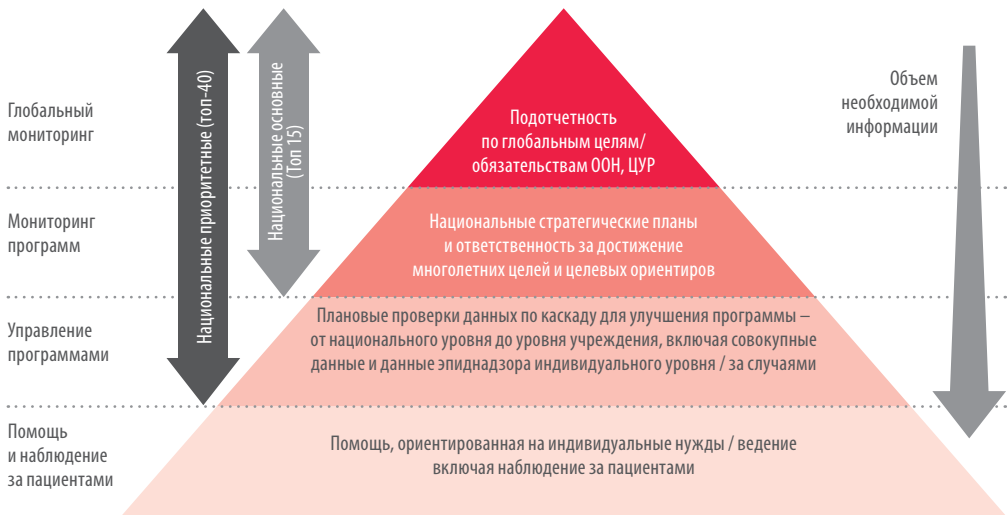 Глобальный
мониторинг
Мониторинг
программ
Управление
программами
Помощь
и наблюдение
за пациентами
Национальные приоритетные (топ-40)
Национальные основные
(Топ 15)
Подотчетность
по глобальным целям/
обязательствам ООН, ЦУР
Национальные стратегические планы
и ответственность за достижение
многолетних целей и целевых ориентиров
Плановые проверки данных по каскаду для улучшения программы –
от национального уровня до уровня учреждения, включая совокупные
данные и данные эпиднадзора индивидуального уровня / за случаями
Помощь, ориентированная на индивидуальные нужды / ведение
включая наблюдение за пациентами
Объем
необходимой
информации